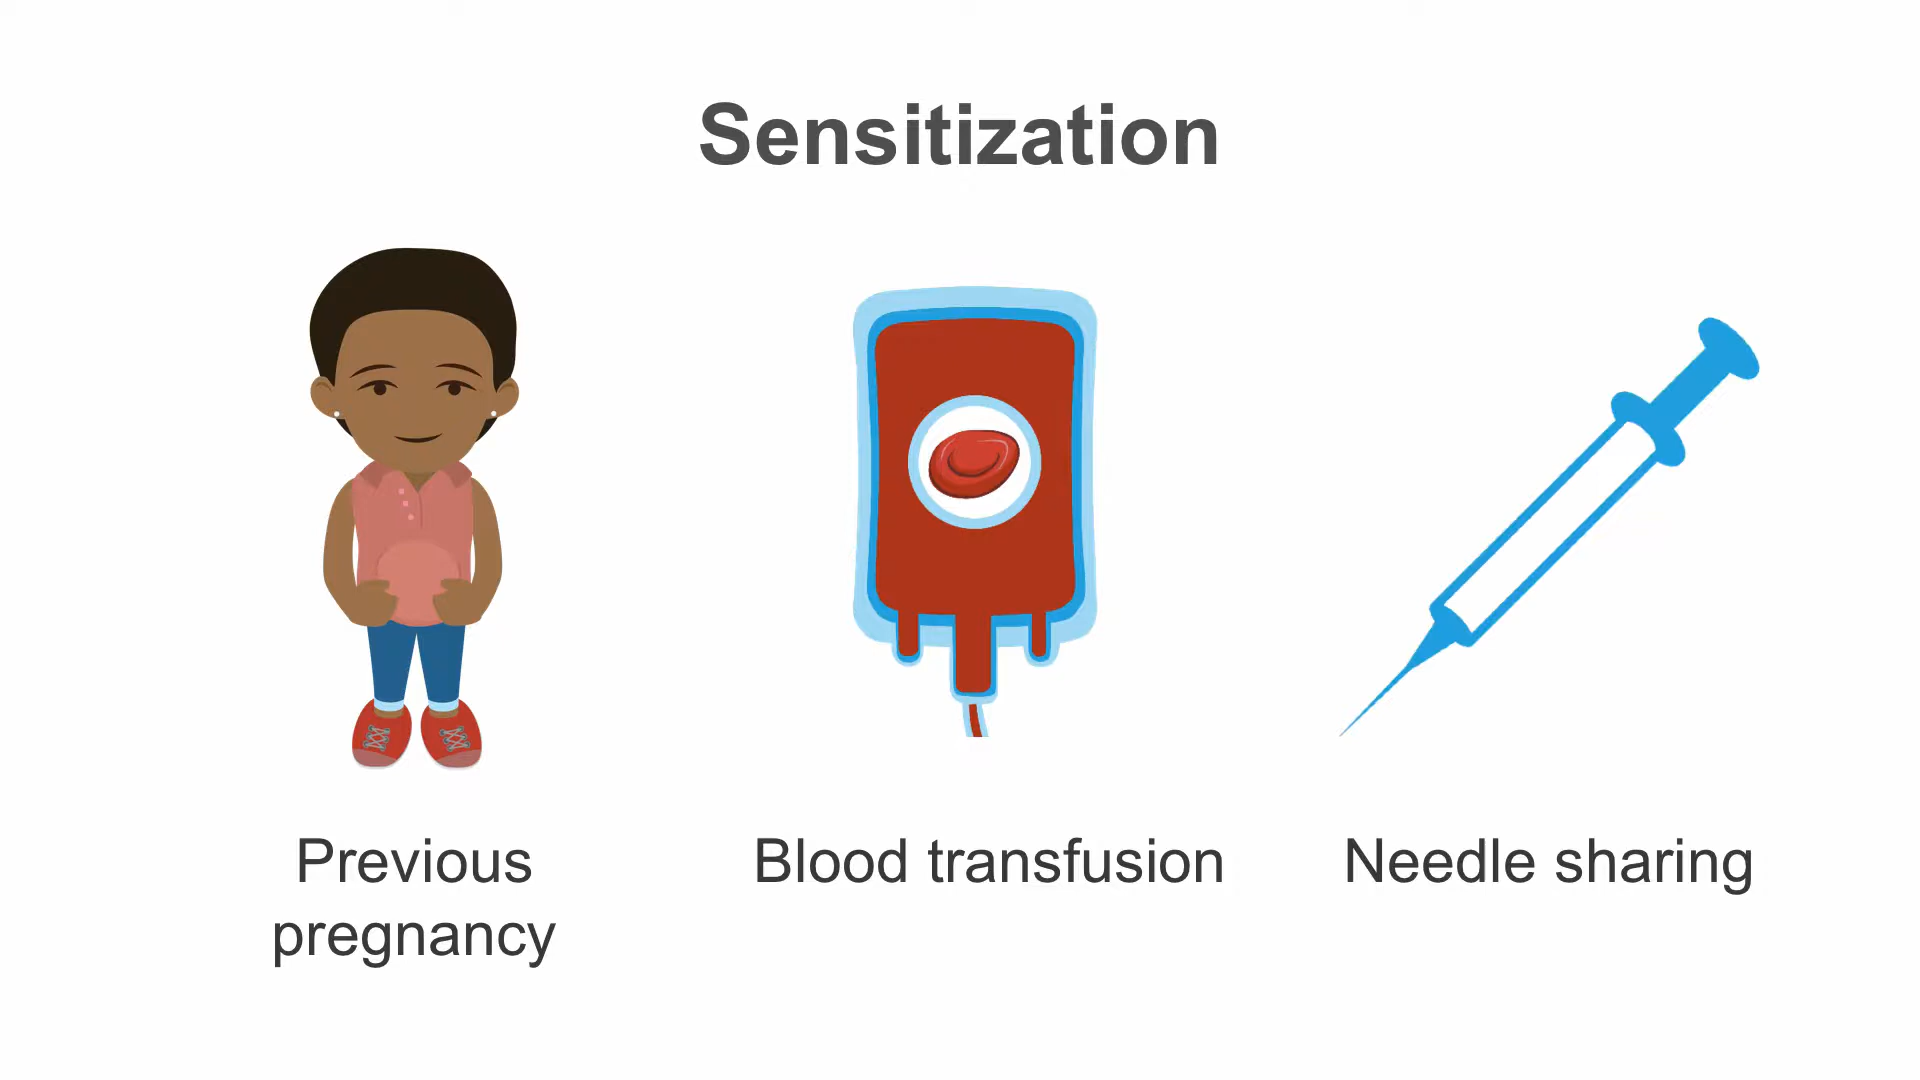 Sensitization
Previous
pregnancy
Blood transfusion
Needle sharing